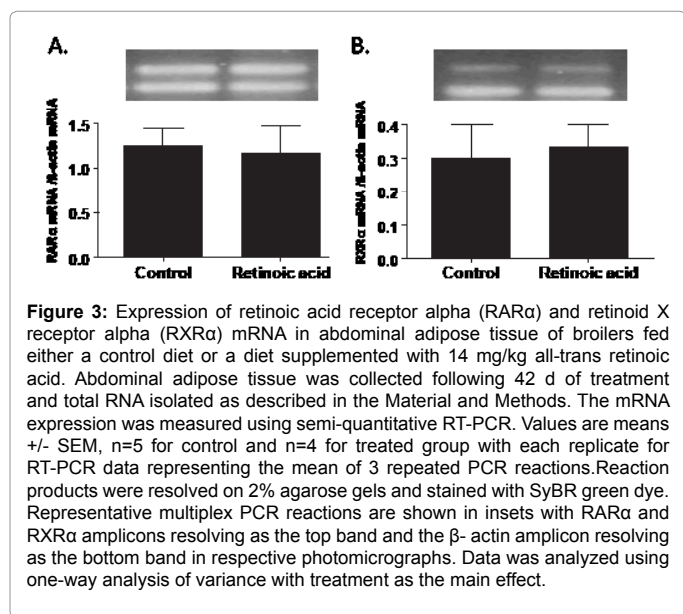 A.
B.
RARα mRNA /ß-actin mRNA
1.5
1.0
0.5
0.0
Control
Retinoic acid
RXRα mRNA /ß-actin mRNA
0.4
0.3
0.2
0.1
0.0
Control
Retinoic acid
Figure 3: Expression of retinoic acid receptor alpha (RARα) and retinoid X
receptor alpha (RXRα) mRNA in abdominal adipose tissue of broilers fed
either a control diet or a diet supplemented with 14 mg/kg all-trans retinoic
acid. Abdominal adipose tissue was collected following 42 d of treatment
and total RNA isolated as described in the Material and Methods. The mRNA
expression was measured using semi-quantitative RT-PCR. Values are means
+/- SEM, n=5 for control and n=4 for treated group with each replicate for
RT-PCR data representing the mean of 3 repeated PCR reactions.Reaction
products were resolved on 2% agarose gels and stained with SyBR green dye.
Representative multiplex PCR reactions are shown in insets with RARα and
RXRα amplicons resolving as the top band and the β- actin amplicon resolving
as the bottom band in respective photomicrographs. Data was analyzed using
one-way analysis of variance with treatment as the main effect.